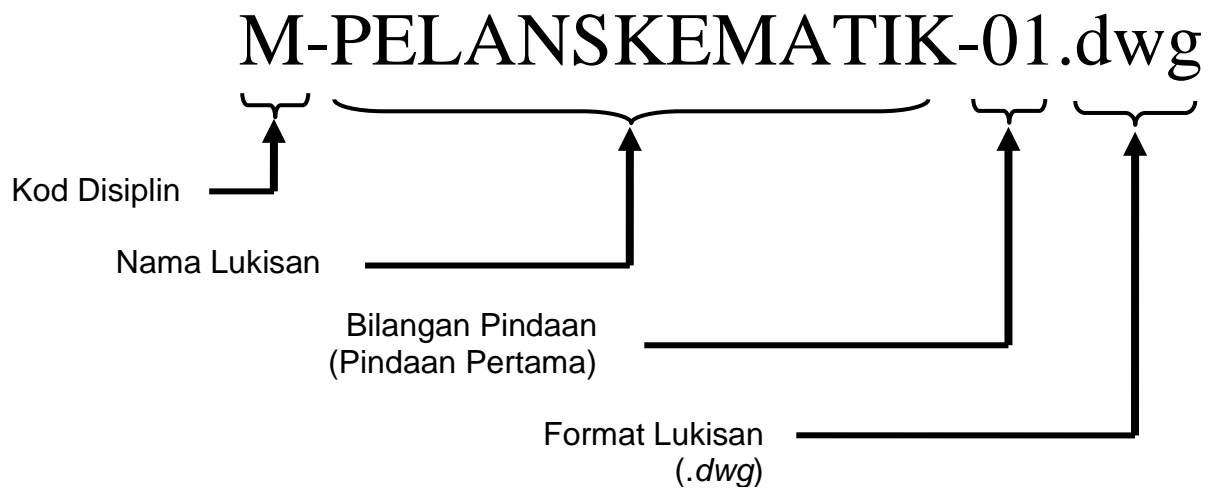 M-PELANSKEMATIK-01.dwg
Kod Disiplin
Nama Lukisan
Bilangan Pindaan
(Pindaan Pertama)
Format Lukisan
(.dwg)